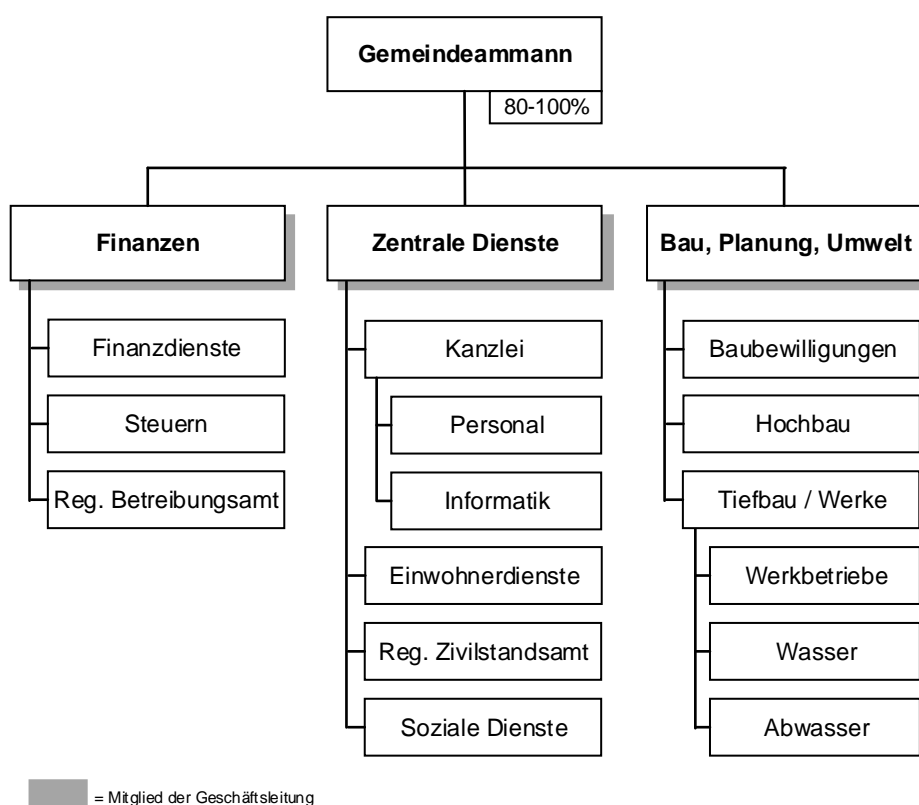 Gemeindeammann
80-100%
Finanzen
Finanzdienste
Steuern
Reg. Betreibungsamt
Zentrale Dienste
Kanzlei
Personal
Informatik
Einwohnerdienste
Reg. Zivilstandsamt
Soziale Dienste
Bau, Planung, Umwelt
Baubewilligungen
Hochbau
Tiefbau / Werke
Werkbetriebe
Wasser
Abwasser
= Mitglied der Geschäftsleitung